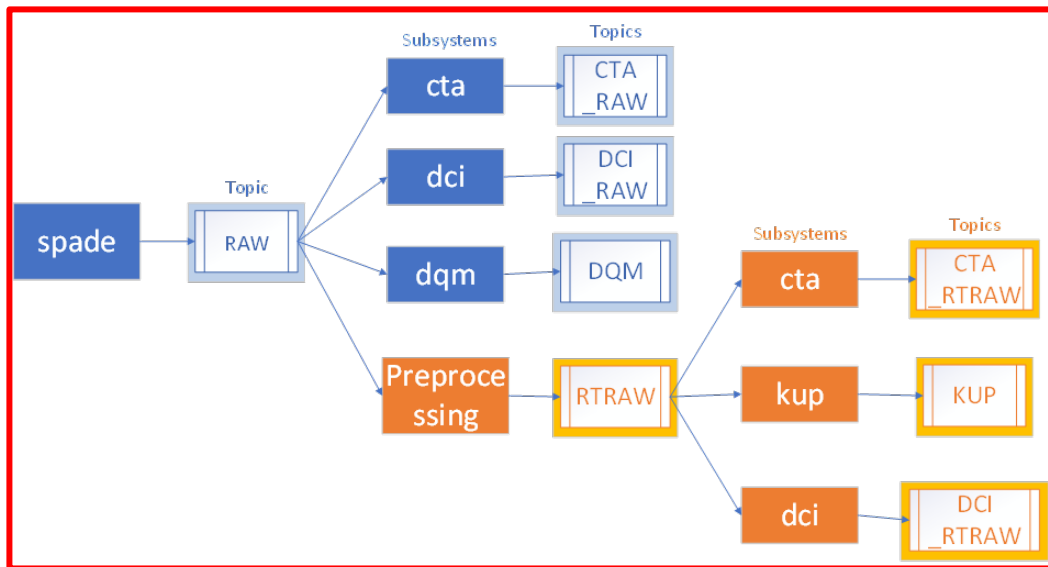 Subsystems
Topics
cta
CTA
_RAW
dci
DCI
_RAW
Topic
spade
RAW
dqm
DQM
Subsystems
Topics
cta
CTA
_RTRAW
Preproce
ssing
RTRAW
kup
KUP
dci
DCI
_RTRAW